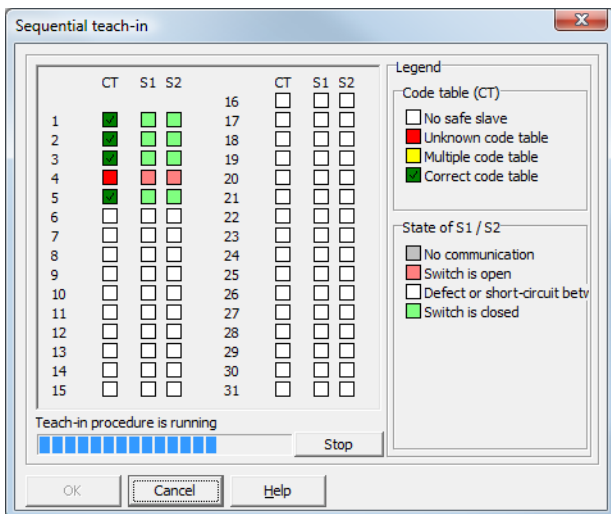 Sequential teach-in
CT S1 S2 CT S1 S2
16
1 17
2 18
3 19
4 20
5 21
6 22
7 23
8 24
9 25
10 26
11 27
12 28
13 29
14 30
15 31
Teach-in procedure is running
Stop
Legend
Code table (CT)
No safe slave
Unknown code table
Multiple code table
Correct code table
State of S1 / S2
No communication
Switch is open
Defect or short-circuit betw
Switch is closed
OK Cancel Help